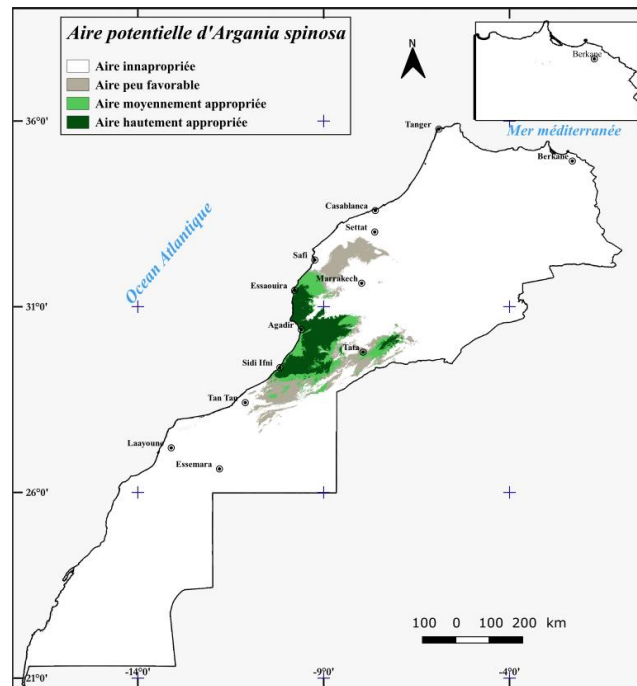 Aire potentielle d'Argania spinosa
Aire innapropriée
Aire peu favorable
Aire moyennement appropriée
Aire hautement appropriée
N
Berkane
Mer méditerranée
36°0'
Tanger
Berkane
Casablanca
Settat
Ocean Atlantique
Safi
Marrakech
Essaouira
31°0'
Agadir
Tata
Sidi Ifni
Tan Tan
Laayoune
Essemara
26°0'
100 0 100 200 km
21°0'
-14°0'
-9°0'
-4°0'